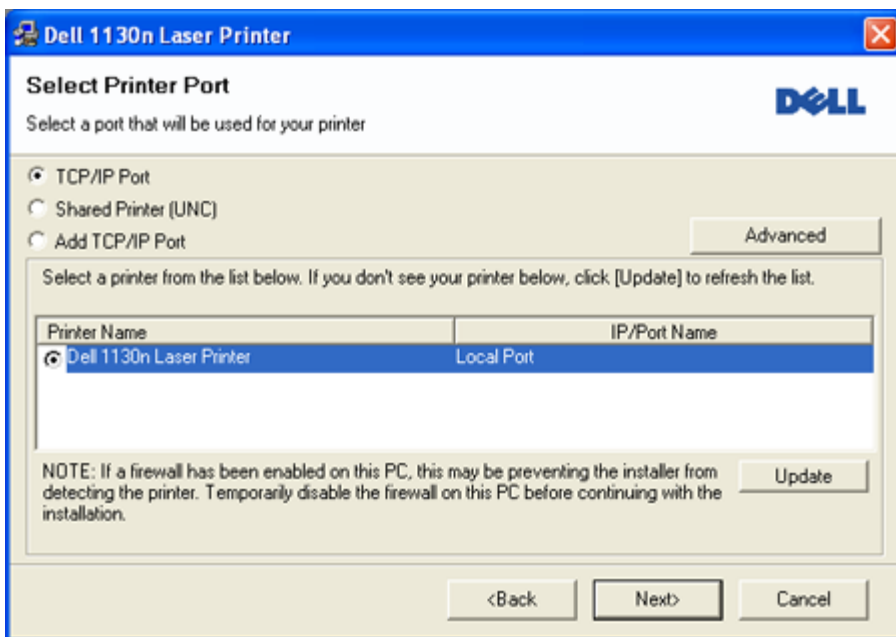 Dell 1130n Laser Printer
Select Printer Port
Select a port that will be used for your printer
DELL
TCP/IP Port
Shared Printer (UNC)
Add TCP/IP Port
Advanced
Select a printer from the list below. If you don't see your printer below, click [Update] to refresh the list.
Printer Name IP/Port Name
Dell 1130n Laser Printer Local Port
NOTE: If a firewall has been enabled on this PC, this may be preventing the installer from
detecting the printer. Temporarily disable the firewall on this PC before continuing with the
installation.
Update
<Back Next> Cancel